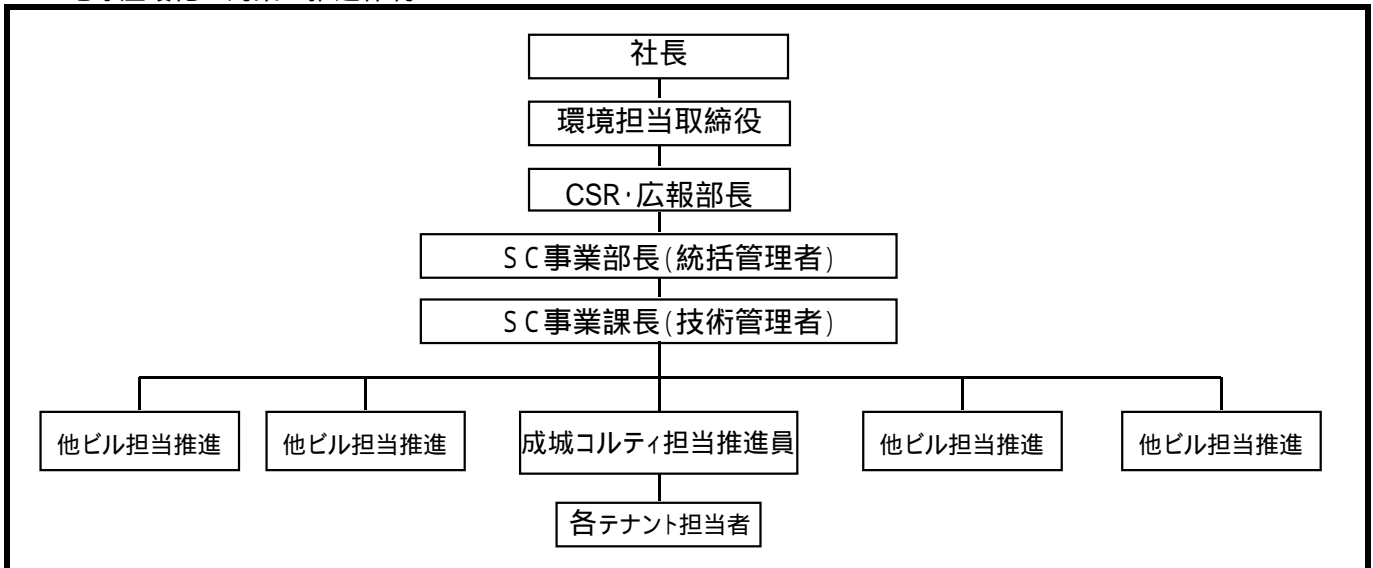 社長
環境担当取締役
CSR・広報部長
SC事業部長(統括管理者)
SC事業課長(技術管理者)
他ビル担当推進
他ビル担当推進
成城コルティ担当推進員
他ビル担当推進
他ビル担当推進
各テナント担当者